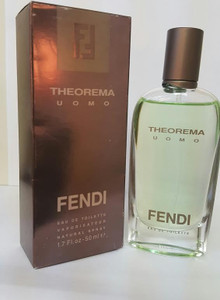 THEOREMA
UOMO
FENDI
EAU DE TOILETTE
VAPORISATEUR
NATURAL SPRAY
1.7 fl.oz - 50 ml e
THEOREMA
UOMO
FENDI
EAU DE TOILETTE